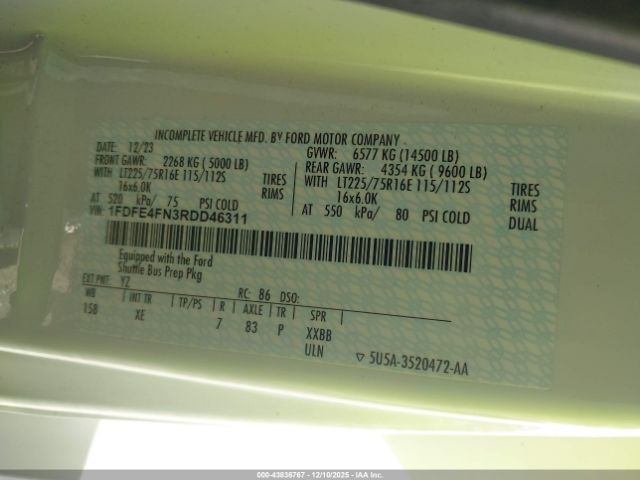 INCOMPLETE VEHICLE MFD. BY FORD MOTOR COMPANY
DATE: 12/23 GVWR: 6577 KG (14500 LB)
FRONT GAWR: 2268 KG ( 5000 LB) REAR GAWR: 4354 KG ( 9600 LB)
WITH LT225/75R16E 115/112S TIRES WITH LT225/75R16E 115/112S TIRES
16x6.0K RIMS 16x6.0K RIMS
AT 520 kPa/ 75 PSI COLD AT 550 kPa/ 80 PSI COLD DUAL
VIN: 1FDFE4FN3RDD46311
Equipped with the Ford
Shuttle Bus Prep Pkg
EXT PNT: YZ RC: 86 DSO:
WB INT TR TP/PS R AXLE TR SPR
158 XE 7 83 P XXBB
ULN ▽ 5U5A-3520472-AA
000-43836767 - 12/10/2025 - IAA Inc.